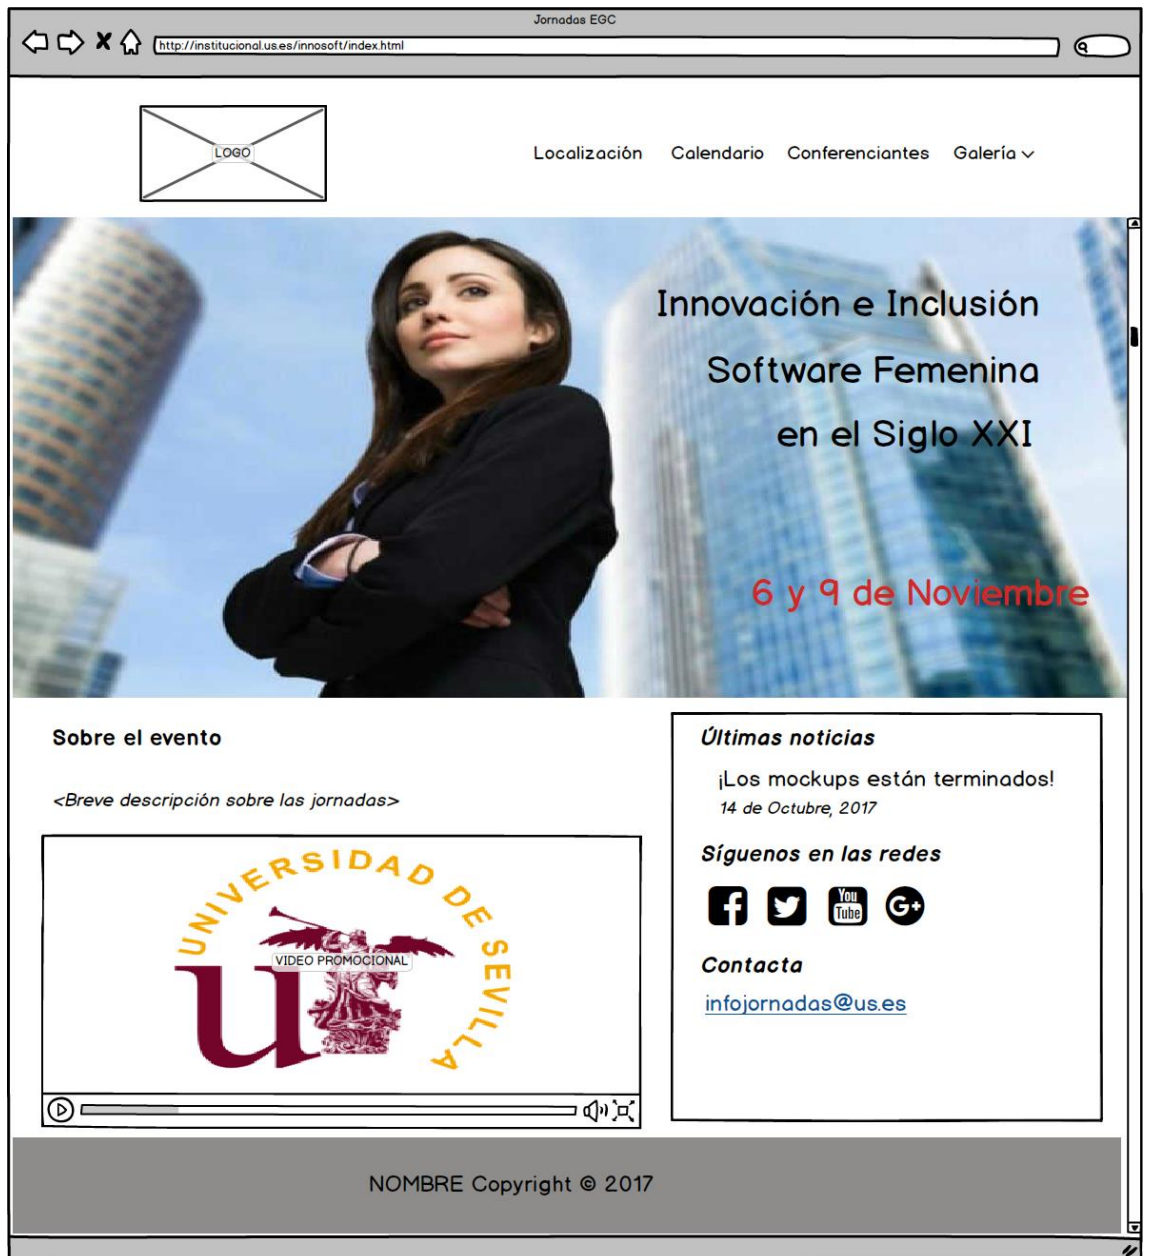 Jornadas EGC
http://institucional.us.es/innosoft/index.html
LOGO
Localización
Calendario
Conferenciantes
Galería
Innovación e Inclusión
Software Femenina
en el Siglo XXI
6 y 9 de Noviembre
Sobre el evento
<Breve descripción sobre las jornadas>
UNIVERSIDAD DE SEVILLA
u
VIDEO PROMOCIONAL
Últimas noticias
¡Los mockups están terminados!
14 de Octubre, 2017
Síguenos en las redes
f
You
Tube
G+
Contacta
infojornadas@us.es
NOMBRE Copyright © 2017